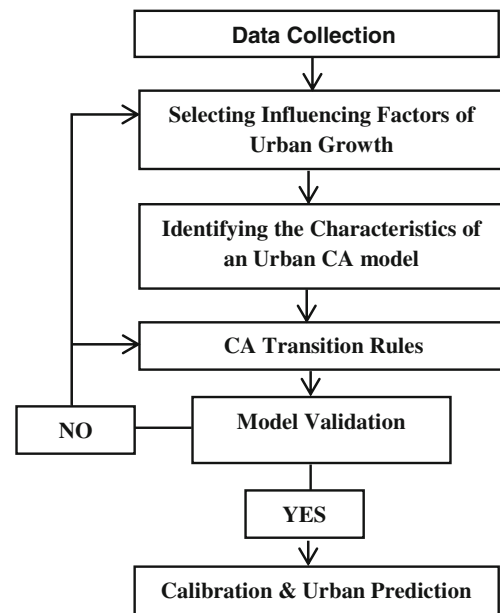 Data Collection
Selecting Influencing Factors of
Urban Growth
Identifying the Characteristics of
an Urban CA model
CA Transition Rules
Model Validation
NO
YES
Calibration & Urban Prediction